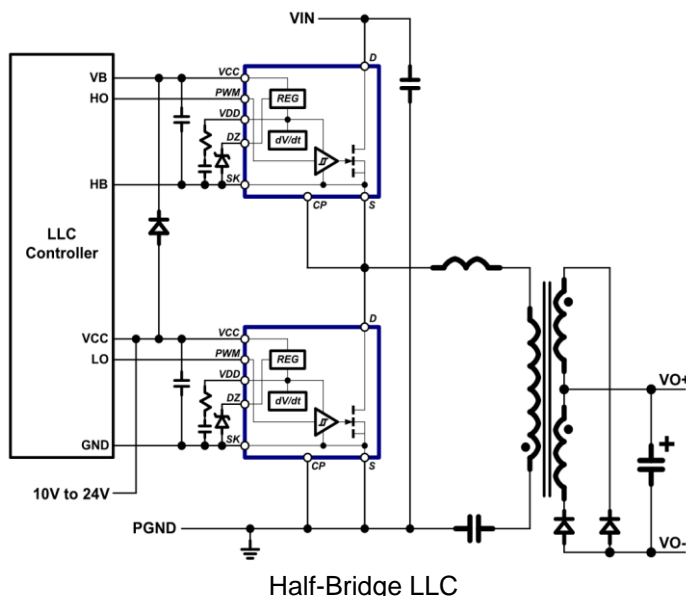 VIN
D
VB
VCC
HO
PWM
REG
VDD
DZ
dV/dt
HB
SK
CP
S
LLC
Controller
D
VCC
VCC
LO
PWM
REG
VDD
DZ
dV/dt
GND
SK
CP
S
10V to 24V
PGND
VO+
+
VO-
Half-Bridge LLC